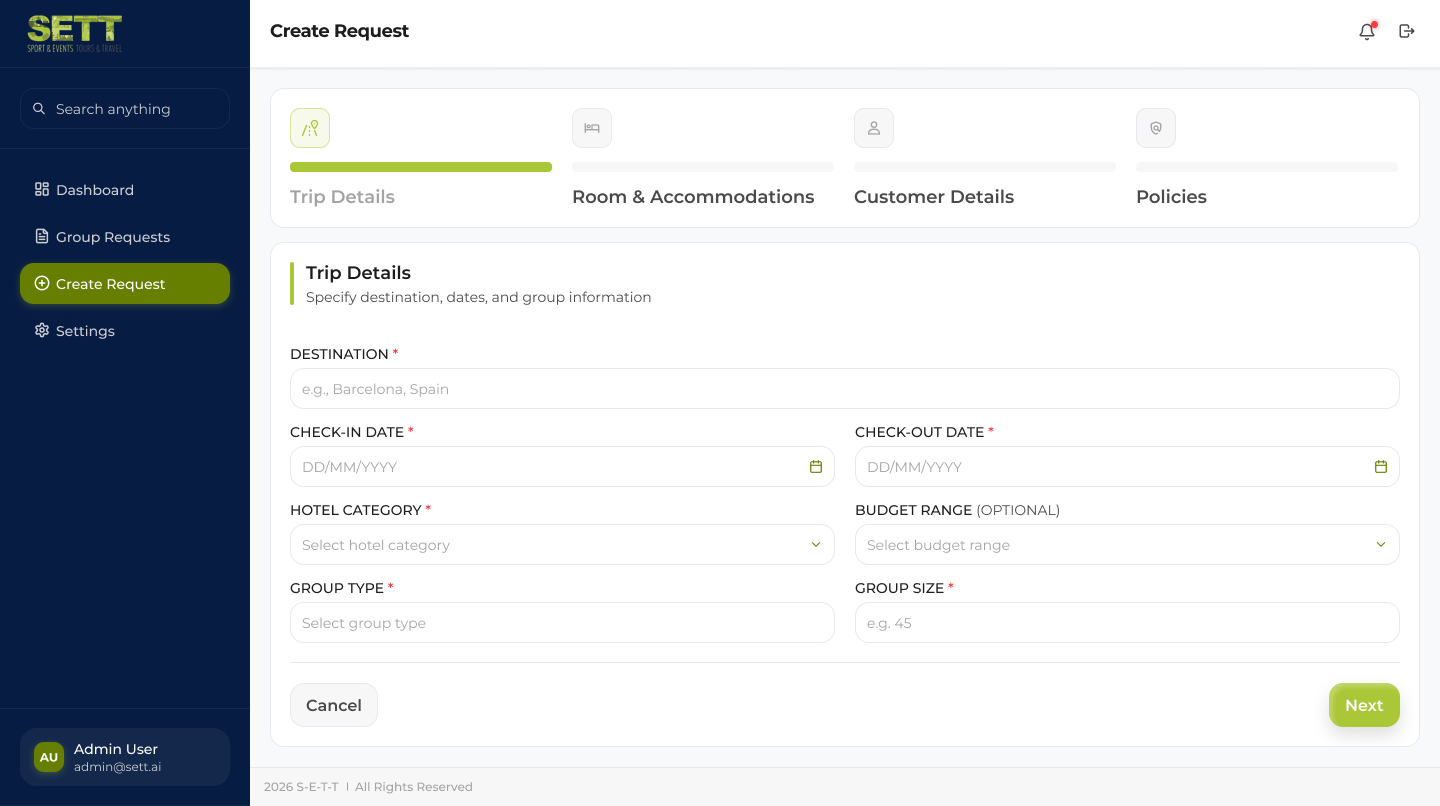 SETT
SPORT & EVENTS TOURS & TRAVEL
Create Request
Search anything
Dashboard
Group Requests
Create Request
Settings
Trip Details
Room & Accommodations
Customer Details
Policies
Trip Details
Specify destination, dates, and group information
DESTINATION *
e.g., Barcelona, Spain
CHECK-IN DATE *
CHECK-OUT DATE *
DD/MM/YYYY
DD/MM/YYYY
HOTEL CATEGORY *
BUDGET RANGE (OPTIONAL)
Select hotel category
Select budget range
GROUP TYPE *
GROUP SIZE *
Select group type
e.g. 45
Cancel
Next
AU
Admin User
admin@sett.ai
2026 S-E-T-T | All Rights Reserved